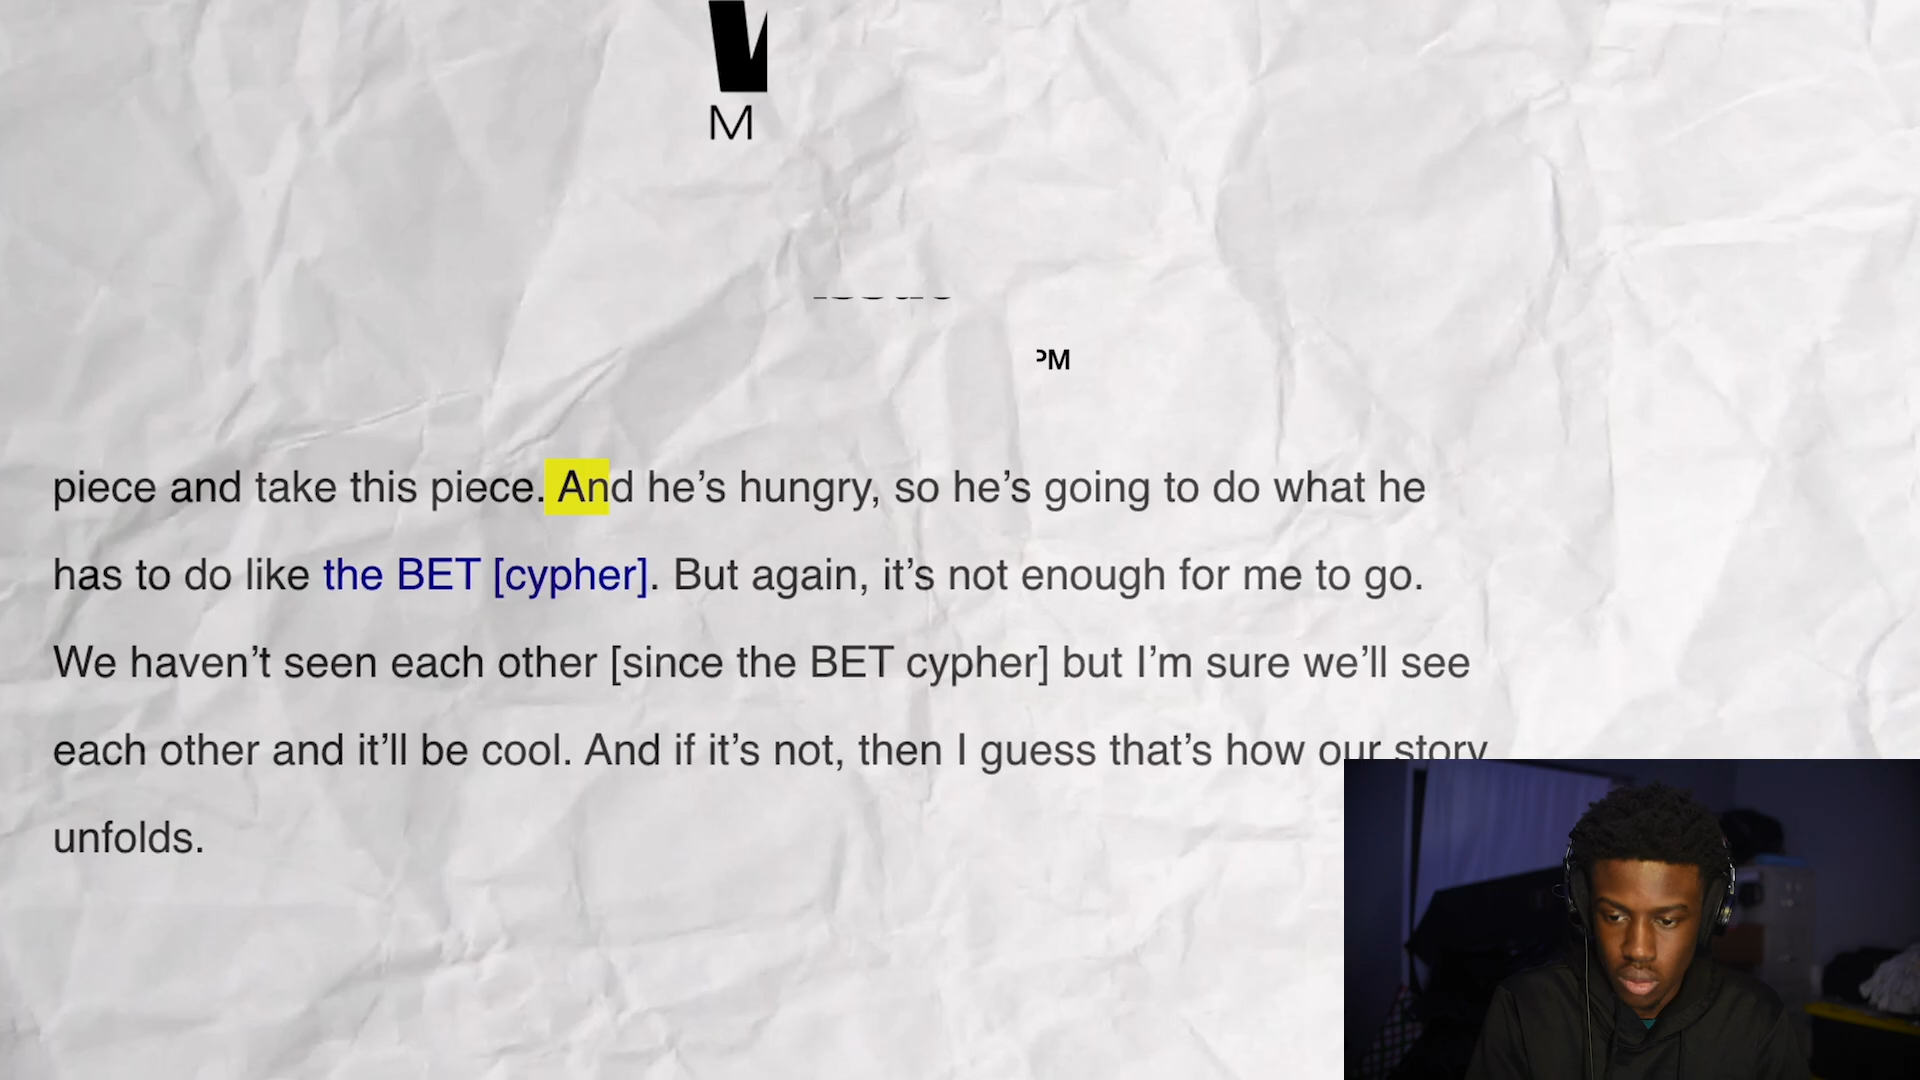 M
PM
piece and take this piece. And he’s hungry, so he’s going to do what he
has to do like the BET [cypher]. But again, it’s not enough for me to go.
We haven’t seen each other [since the BET cypher] but I’m sure we’ll see
each other and it’ll be cool. And if it’s not, then I guess that’s how our story
unfolds.